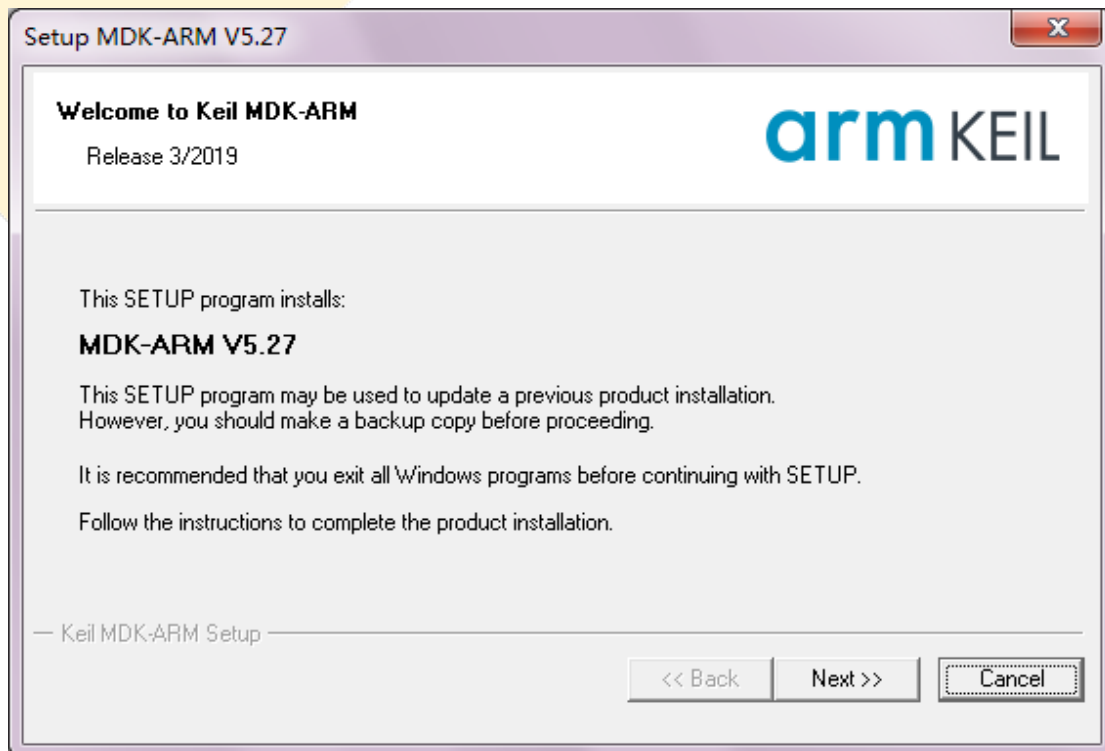 Setup MDK-ARM V5.27
X
Welcome to Keil MDK-ARM
Release 3/2019
arm KEIL
This SETUP program installs:
MDK-ARM V5.27
This SETUP program may be used to update a previous product installation.
However, you should make a backup copy before proceeding.
It is recommended that you exit all Windows programs before continuing with SETUP.
Follow the instructions to complete the product installation.
Keil MDK-ARM Setup
<< Back Next >> Cancel